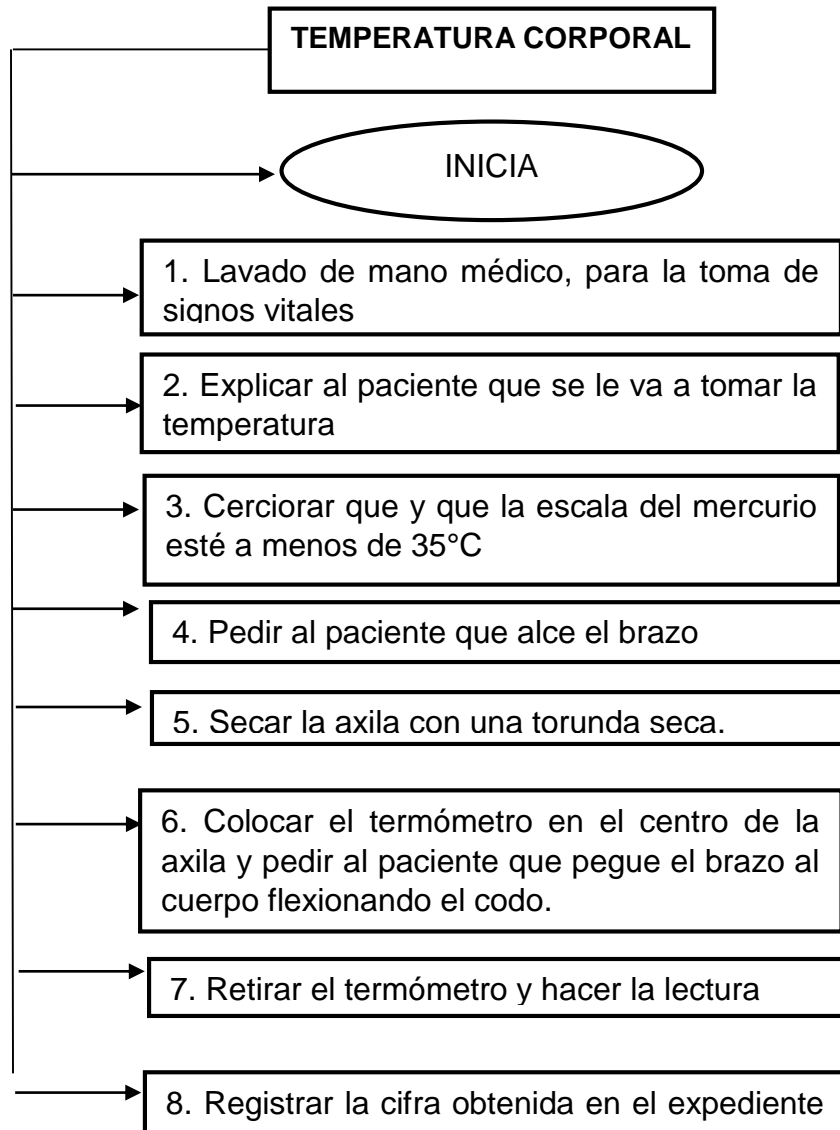 TEMPERATURA CORPORAL
INICIA
1. Lavado de mano médico, para la toma de
signos vitales
2. Explicar al paciente que se le va a tomar la
temperatura
3. Cerciorar que y que la escala del mercurio
esté a menos de 35°C
4. Pedir al paciente que alce el brazo
5. Secar la axila con una torunda seca.
6. Colocar el termómetro en el centro de la
axila y pedir al paciente que pegue el brazo al
cuerpo flexionando el codo.
7. Retirar el termómetro y hacer la lectura
8. Registrar la cifra obtenida en el expediente